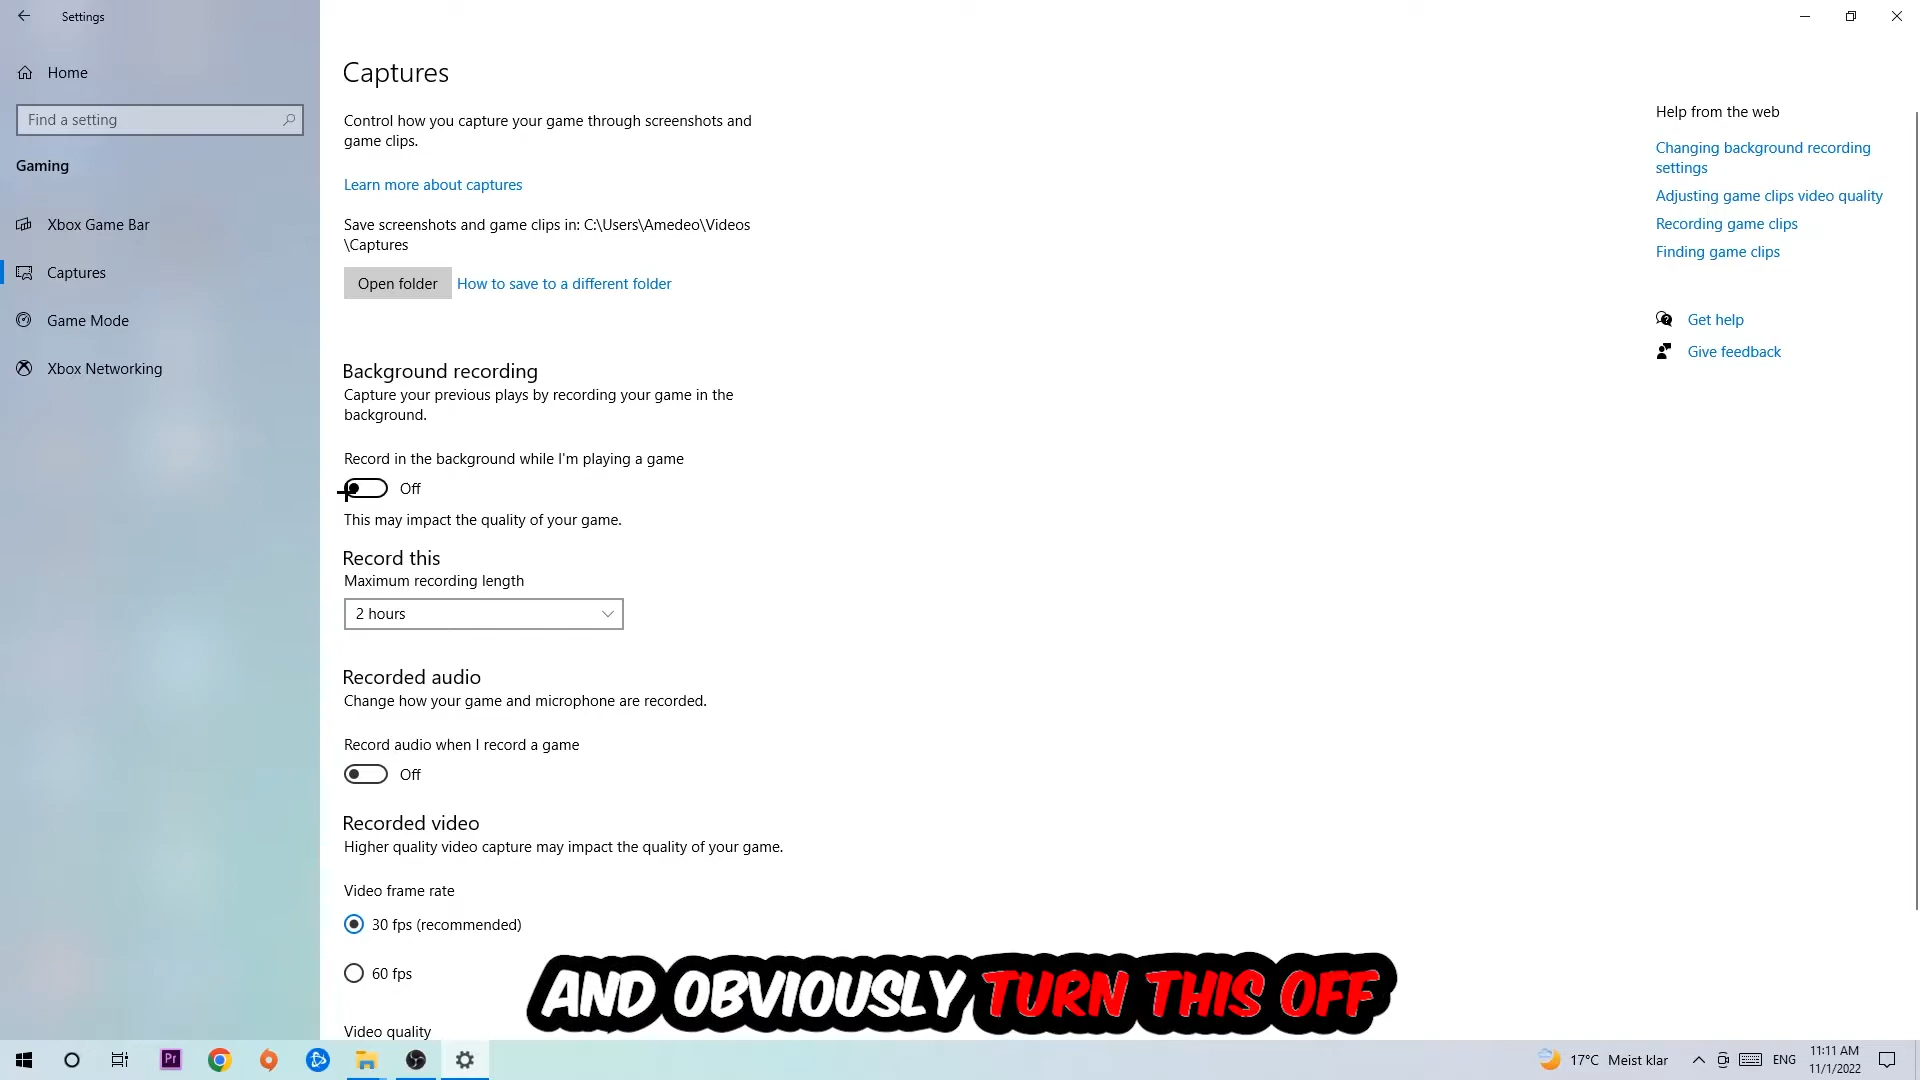 Settings
Home
Find a setting
Gaming
Xbox Game Bar
Captures
Game Mode
Xbox Networking
Captures
Control how you capture your game through screenshots and
game clips.
Learn more about captures
Save screenshots and game clips in: C:\Users\Amedeo\Videos
\Captures
Open folder
How to save to a different folder
Background recording
Capture your previous plays by recording your game in the
background.
Record in the background while I'm playing a game
Off
This may impact the quality of your game.
Record this
Maximum recording length
2 hours
Recorded audio
Change how your game and microphone are recorded.
Record audio when I record a game
Off
Recorded video
Higher quality video capture may impact the quality of your game.
Video frame rate
30 fps (recommended)
60 fps
Video quality
Help from the web
Changing background recording
settings
Adjusting game clips video quality
Recording game clips
Finding game clips
Get help
Give feedback
AND OBVIOUSLY TURN THIS OFF
Pr
17°C Meist klar
ENG
11:11 AM
11/1/2022